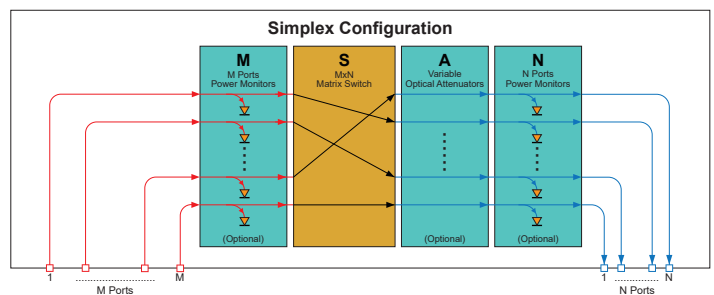 Simplex Configuration
M
M Ports
Power Monitors
(Optional)
S
MxN
Matrix Switch
A
Variable
Optical Attenuators
(Optional)
N
N Ports
Power Monitors
(Optional)
1
M
M Ports
1
N
N Ports